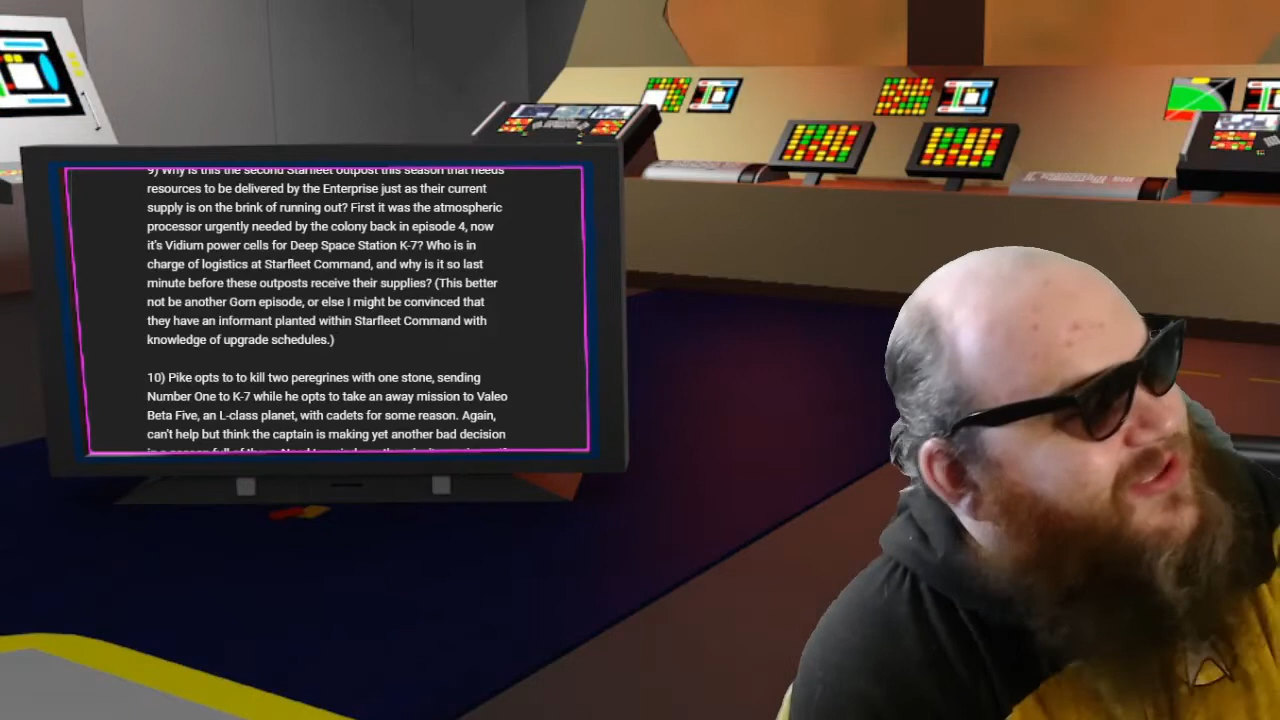 9) Why is this the second Starfleet outpost this season that needs
resources to be delivered by the Enterprise just as their current
supply is on the brink of running out? First it was the atmospheric
processor urgently needed by the colony back in episode 4, now
it's Vidium power cells for Deep Space Station K-7? Who is in
charge of logistics at Starfleet Command, and why is it so last
minute before these outposts receive their supplies? (This better
not be another Gorn episode, or else I might be convinced that
they have an informant planted within Starfleet Command with
knowledge of upgrade schedules.)
10) Pike opts to to kill two peregrines with one stone, sending
Number One to K-7 while he opts to take an away mission to Valeo
Beta Five, an L-class planet, with cadets for some reason. Again,
can't help but think the captain is making yet another bad decision